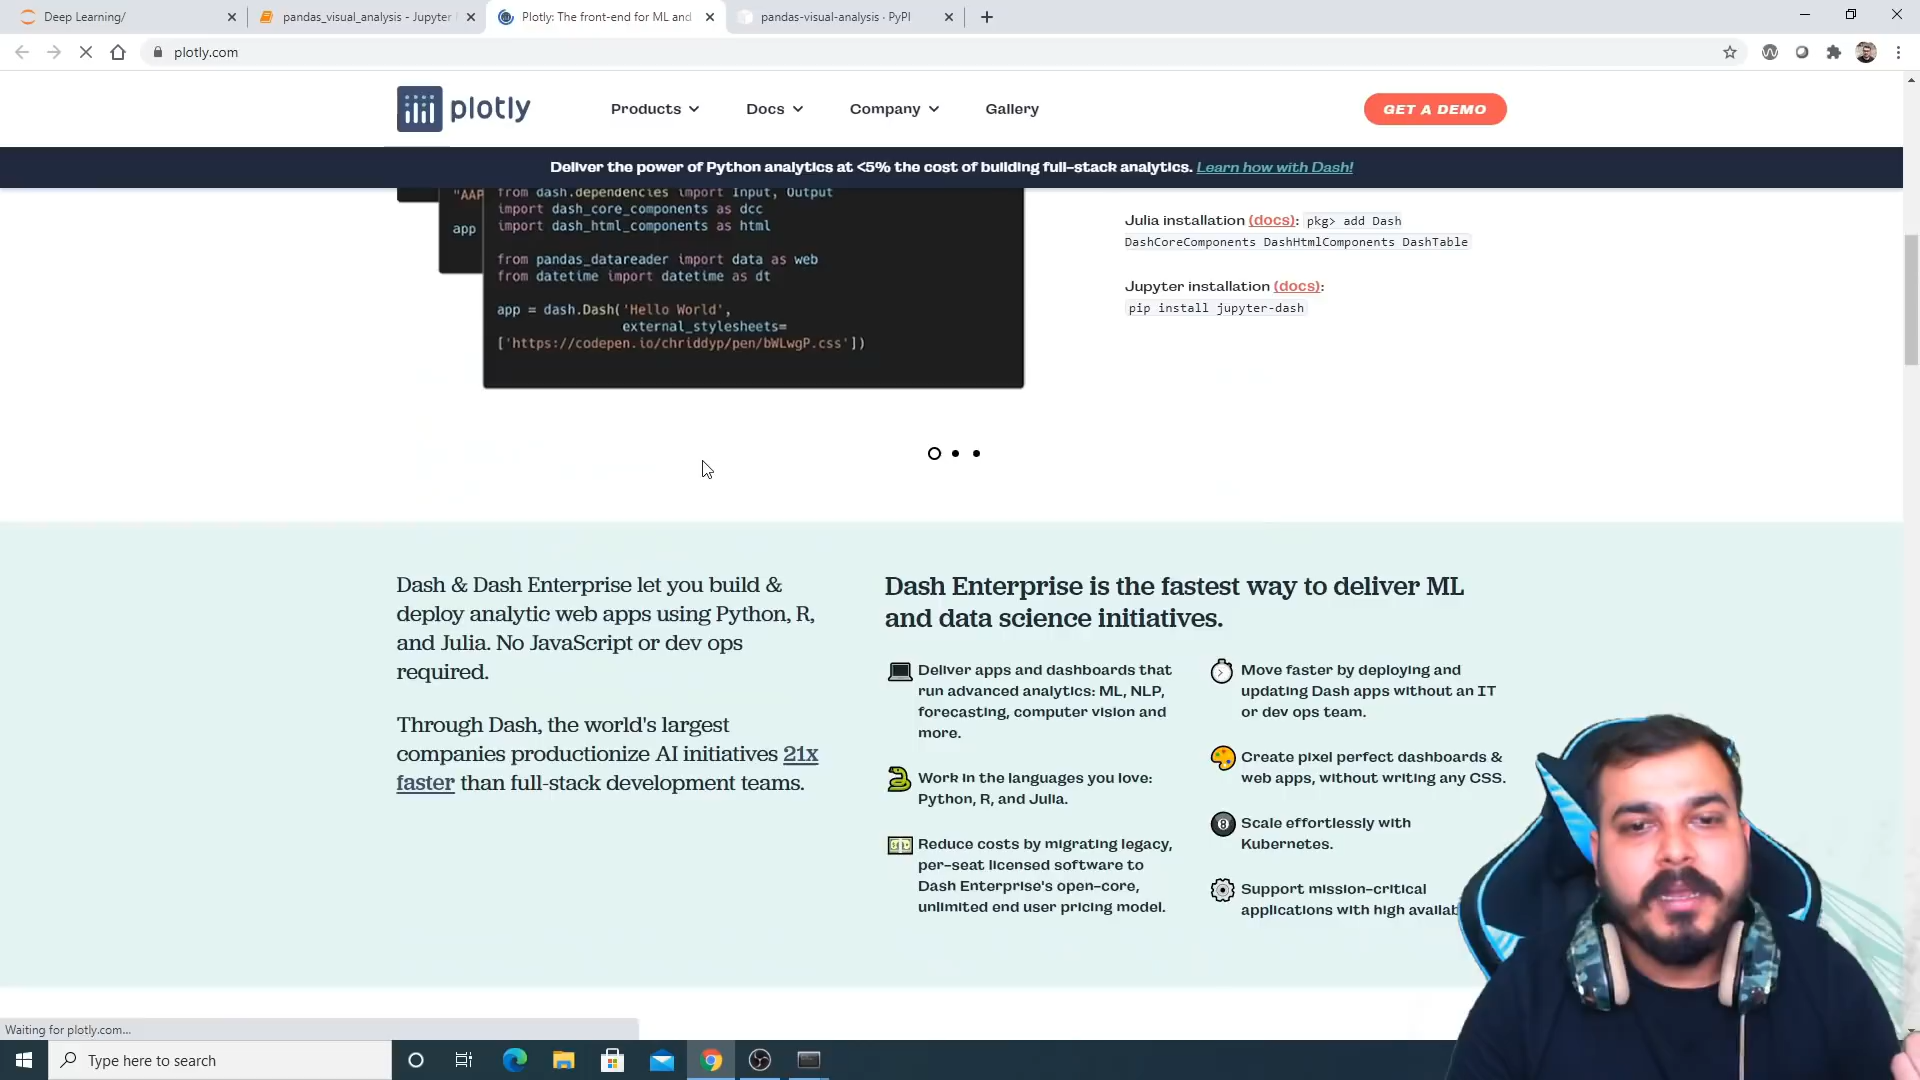 Deep Learning/
pandas_visual_analysis - Jupyter
Plotly: The front-end for ML and
pandas-visual-analysis · PyPI
plotly.com
plotly
Products
Docs
Company
Gallery
GET A DEMO
Deliver the power of Python analytics at <5% the cost of building full-stack analytics. Learn how with Dash!
"AAP
app
from dash.dependencies import Input, Output
import dash_core_components as dcc
import dash_html_components as html
from pandas_datareader import data as web
from datetime import datetime as dt
app = dash.Dash('Hello World',
external_stylesheets=
['https://codepen.io/chriddyp/pen/bWLwgP.css'])
Julia installation (docs): pkg> add Dash
DashCoreComponents DashHtmlComponents DashTable
Jupyter installation (docs):
pip install jupyter-dash
Dash & Dash Enterprise let you build &
deploy analytic web apps using Python, R,
and Julia. No JavaScript or dev ops
required.
Through Dash, the world's largest
companies productionize AI initiatives 21x
faster than full-stack development teams.
Dash Enterprise is the fastest way to deliver ML
and data science initiatives.
Deliver apps and dashboards that
run advanced analytics: ML, NLP,
forecasting, computer vision and
more.
Work in the languages you love:
Python, R, and Julia.
Reduce costs by migrating legacy,
per-seat licensed software to
Dash Enterprise's open-core,
unlimited end user pricing model.
Move faster by deploying and
updating Dash apps without an IT
or dev ops team.
Create pixel perfect dashboards &
web apps, without writing any CSS.
Scale effortlessly with
Kubernetes.
Support mission-critical
applications with high availab
Waiting for plotly.com...
Type here to search